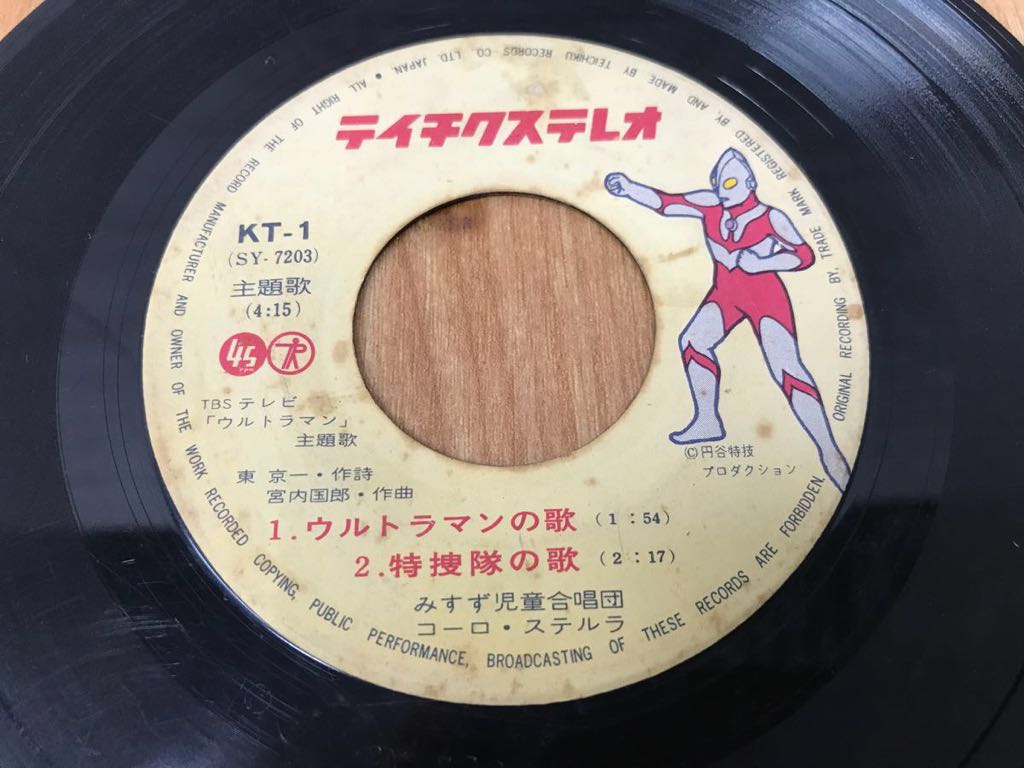 テイチクステレオ
KT-1
(SY-7203)
主題歌
(4:15)
45
rpm
TBSテレビ
「ウルトラマン」
主題歌
東 京一・作詩
宮内国郎・作曲
1.ウルトラマンの歌 (1:54)
2.特捜隊の歌 (2:17)
みすず児童合唱団
コーロ・ステルラ
©円谷特技
プロダクション
ALL RIGHT OF THE RECORD MANUFACTURER AND OWNER OF THE WORK RECORDED COPYING, PUBLIC PERFORMANCE, BROADCASTING OF THESE RECORDS ARE FORBIDDEN. ORIGINAL RECORDING BY, TRADE MARK REGISTERED BY, AND MADE BY TEICHIKU RECORDS CO. LTD. JAPAN •